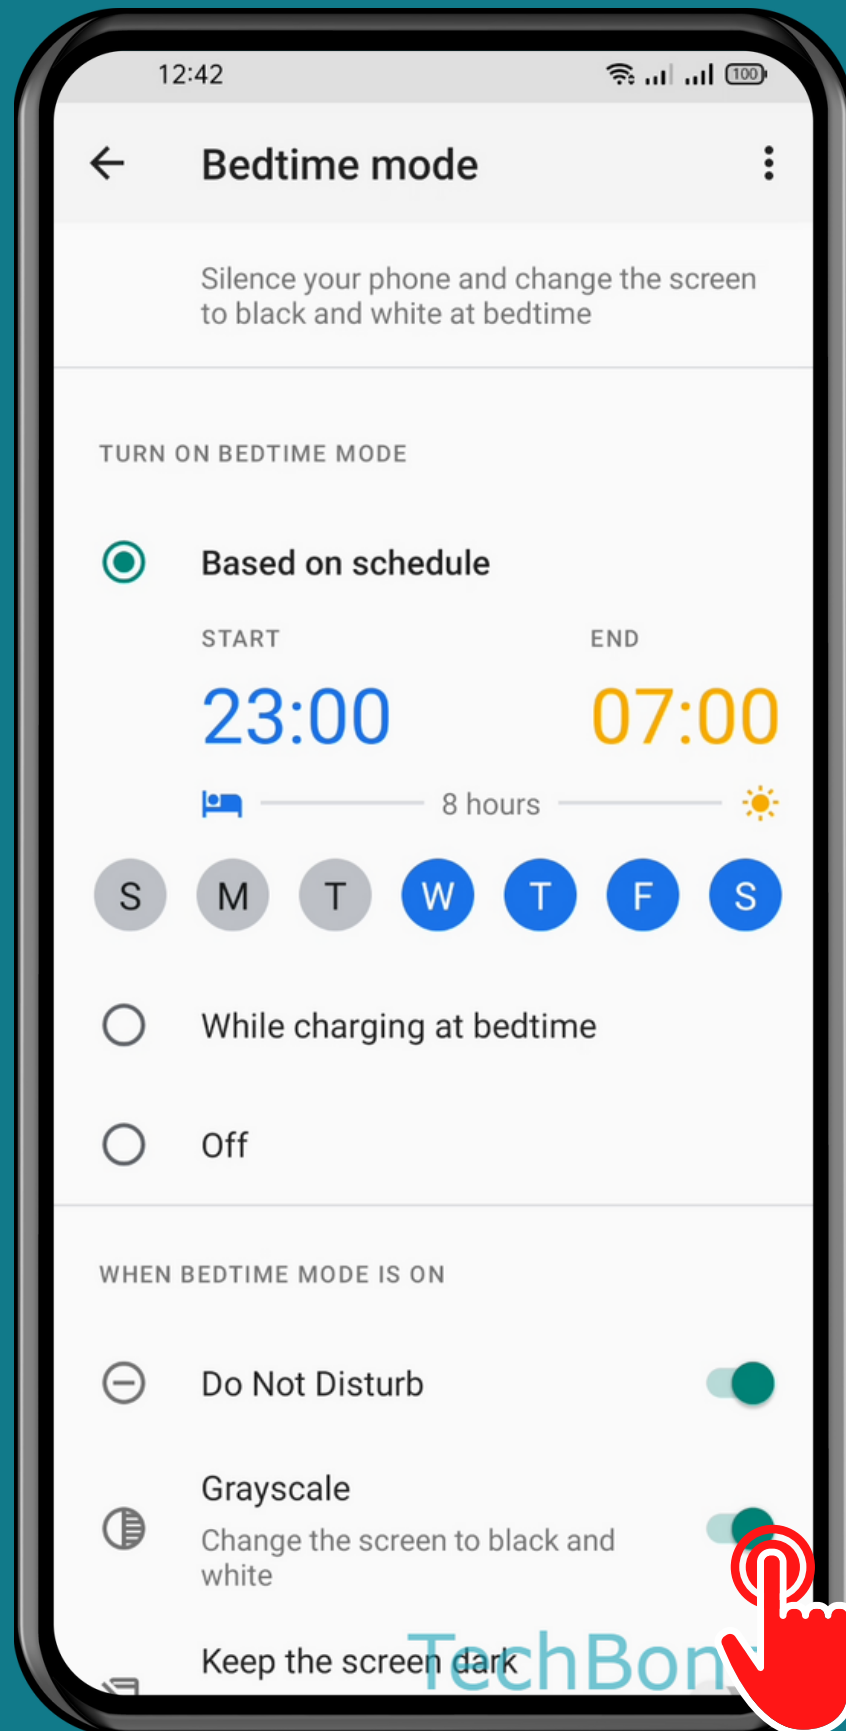 12:42
100
Bedtime mode
Silence your phone and change the screen
to black and white at bedtime
TURN ON BEDTIME MODE
Based on schedule
START END
23:00 07:00
8 hours
S M T W T F S
While charging at bedtime
Off
WHEN BEDTIME MODE IS ON
Do Not Disturb
Grayscale
Change the screen to black and
white
Keep the screen dark